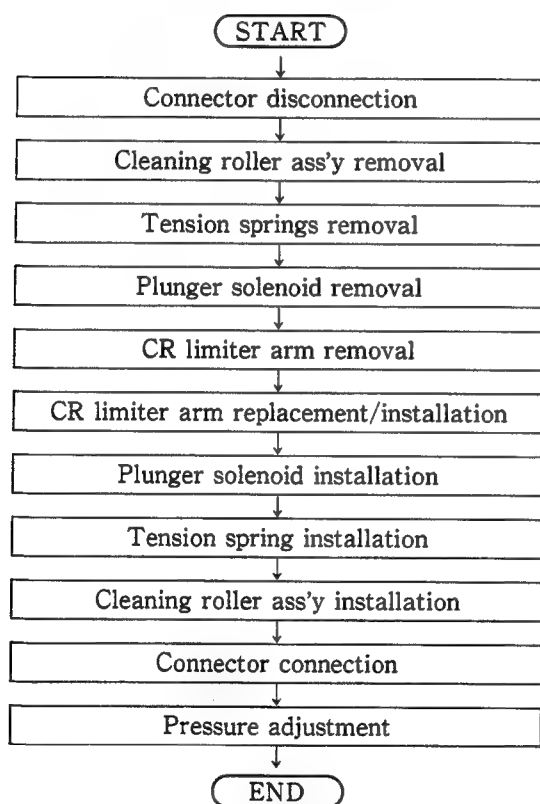 START
Connector disconnection
Cleaning roller ass'y removal
Tension springs removal
Plunger solenoid removal
CR limiter arm removal
CR limiter arm replacement/installation
Plunger solenoid installation
Tension spring installation
Cleaning roller ass'y installation
Connector connection
Pressure adjustment
END